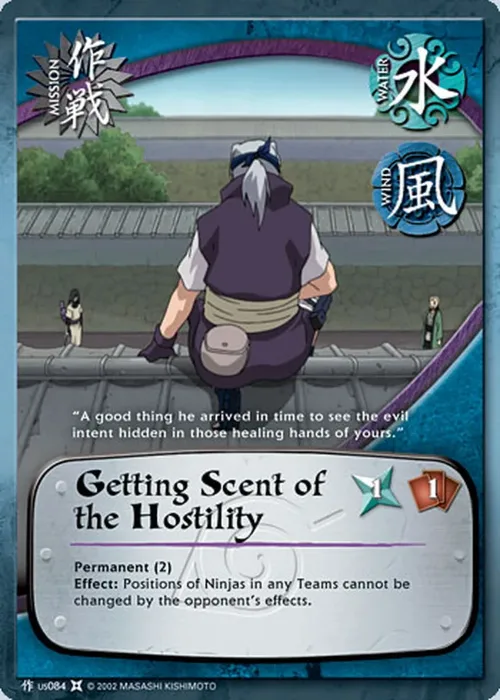 MISSION
作戦
WATER
水
WIND
風
“A good thing he arrived in time to see the evil
intent hidden in those healing hands of yours.”
Getting Scent of
the Hostility
1
1
Permanent (2)
Effect: Positions of Ninjas in any Teams cannot be
changed by the opponent’s effects.
作 US084 © 2002 MASASHI KISHIMOTO